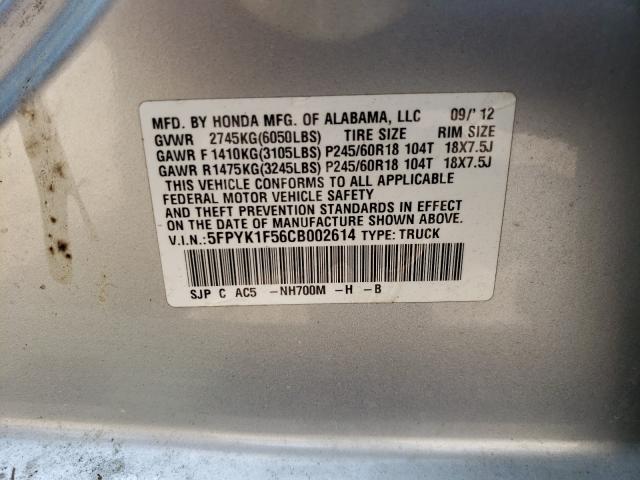 MFD. BY HONDA MFG. OF ALABAMA, LLC 09/'12
GVWR 2745KG(6050LBS) TIRE SIZE RIM SIZE
GAWR F 1410KG(3105LBS) P245/60R18 104T 18X7.5J
GAWR R1475KG(3245LBS) P245/60R18 104T 18X7.5J
THIS VEHICLE CONFORMS TO ALL APPLICABLE
FEDERAL MOTOR VEHICLE SAFETY
AND THEFT PREVENTION STANDARDS IN EFFECT
ON THE DATE OF MANUFACTURE SHOWN ABOVE.
V.I.N.:5FPYK1F56CB002614 TYPE: TRUCK
SJP C AC5 -NH700M -H -B